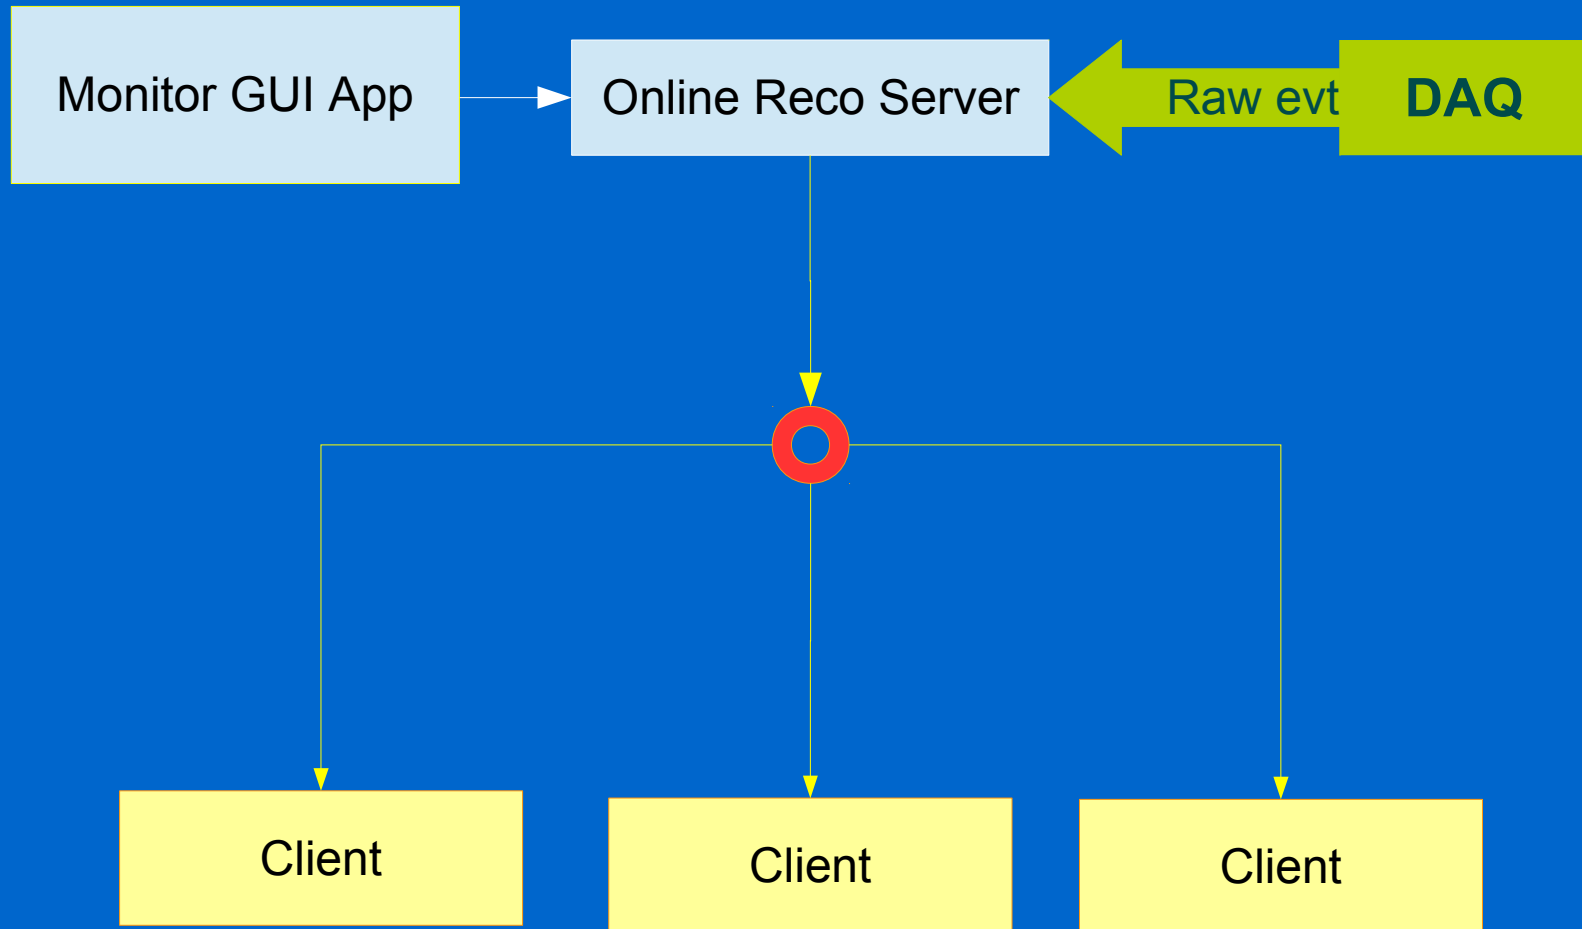 Monitor GUI App
Online Reco Server
Raw evt
DAQ
Client
Client
Client